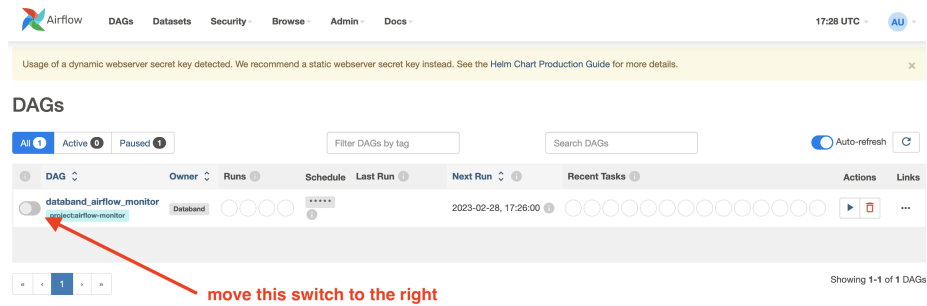 Airflow DAGs Datasets Security Browse Admin Docs 17:28 UTC AU
Usage of a dynamic webserver secret key detected. We recommend a static webserver secret key instead. See the Helm Chart Production Guide for more details. ×
DAGs
All 1 Active 0 Paused 1 Filter DAGs by tag Search DAGs Auto-refresh
DAG Owner Runs Schedule Last Run Next Run Recent Tasks Actions Links
databand_airflow_monitor
project:airflow-monitor
Databand * * * * * 2023-02-28, 17:26:00 ...
« ‹ 1 › » Showing 1-1 of 1 DAGs
move this switch to the right